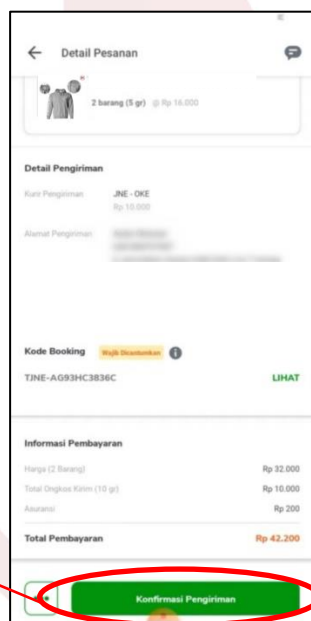 Detail Pesanan
2 barang (5 gr) @ Rp 16.000
Detail Pengiriman
Kurir Pengiriman JNE - OKE
Rp 10.000
Alamat Pengiriman
Kode Booking Wajib Dicantumkan
TJNE-AG93HC3836C LIHAT
Informasi Pembayaran
Harga (2 Barang) Rp 32.000
Total Ongkos Kirim (10 gr) Rp 10.000
Asuransi Rp 200
Total Pembayaran Rp 42.200
Konfirmasi Pengiriman